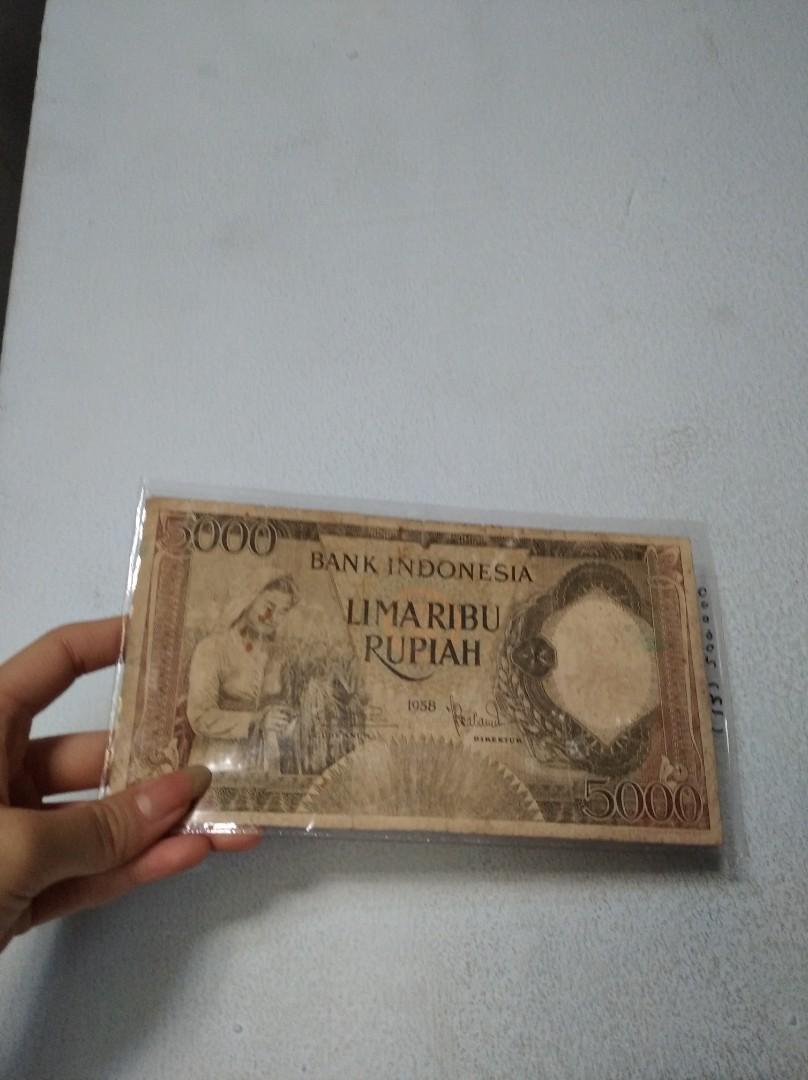 5000
BANK INDONESIA
LIMA RIBU
RUPIAH
1958
DIREKTUR
5000